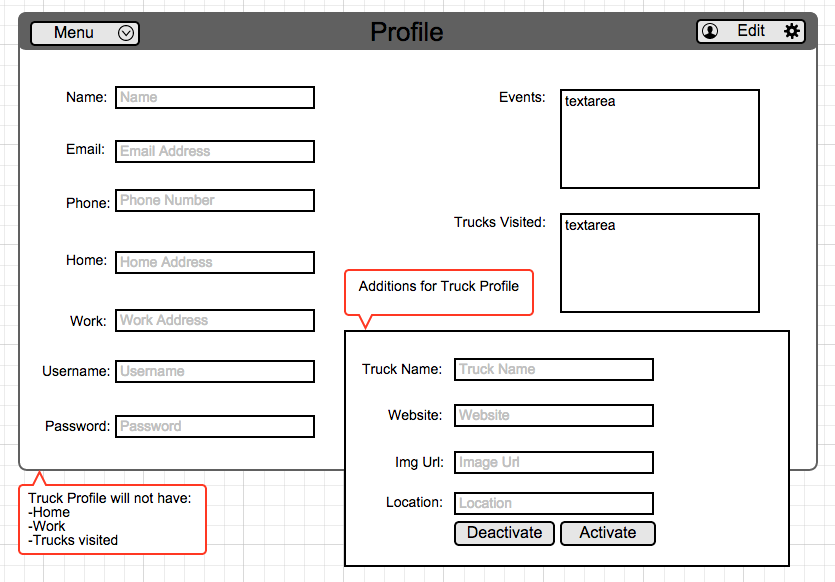 Menu
Profile
Edit
Name:
Name
Email:
Email Address
Phone:
Phone Number
Home:
Home Address
Work:
Work Address
Username:
Username
Password:
Password
Events:
textarea
Trucks Visited:
textarea
Additions for Truck Profile
Truck Name:
Truck Name
Website:
Website
Img Url:
Image Url
Location:
Location
Deactivate
Activate
Truck Profile will not have:
-Home
-Work
-Trucks visited